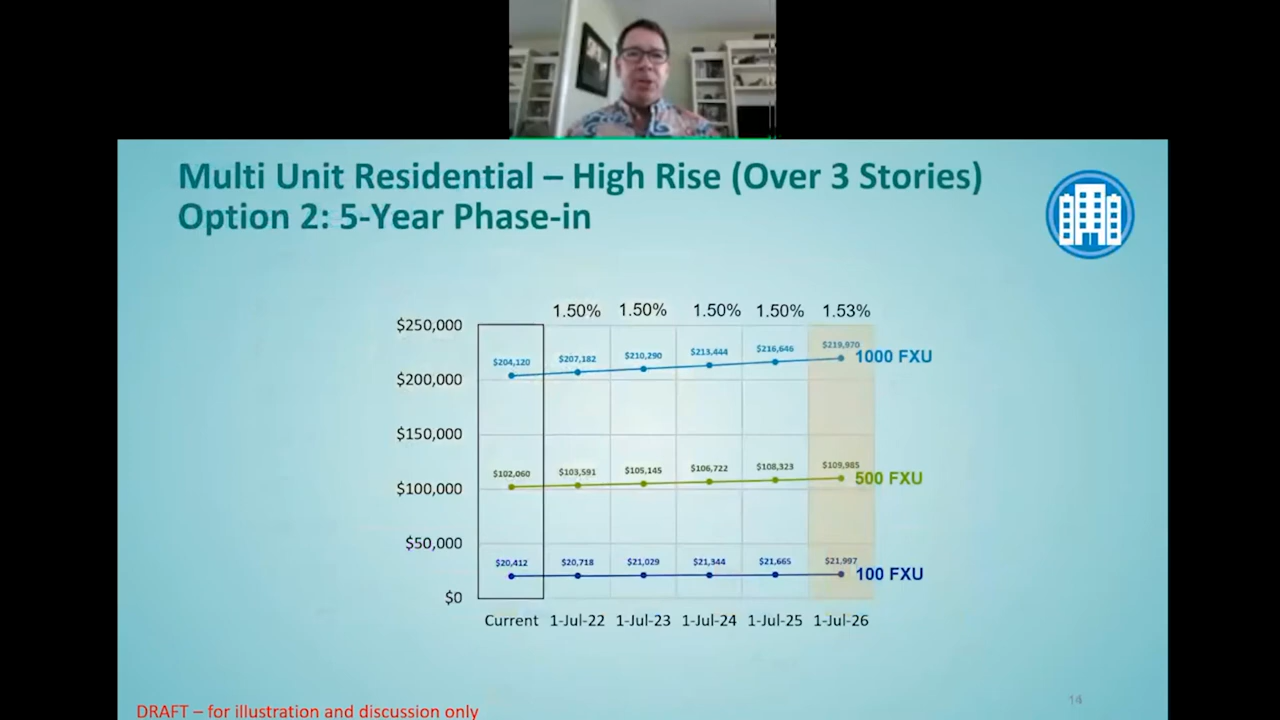 Multi Unit Residential – High Rise (Over 3 Stories)
Option 2: 5-Year Phase-in
1.50% 1.50% 1.50% 1.50% 1.53%
$250,000
$204,120 $207,182 $210,290 $213,444 $216,646 $219,970 1000 FXU
$200,000
$150,000
$102,060 $103,591 $105,145 $106,722 $108,323 $109,985 500 FXU
$100,000
$50,000
$20,412 $20,718 $21,029 $21,344 $21,665 $21,997 100 FXU
$0
Current 1-Jul-22 1-Jul-23 1-Jul-24 1-Jul-25 1-Jul-26
14
DRAFT – for illustration and discussion only